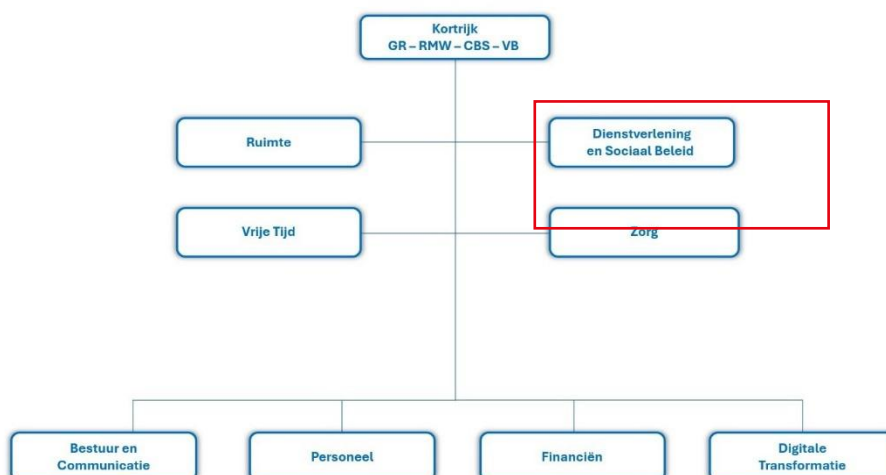 Kortrijk
GR – RMW – CBS – VB
Ruimte
Dienstverlening
en Sociaal Beleid
Vrije Tijd
Zorg
Bestuur en
Communicatie
Personeel
Financiën
Digitale
Transformatie